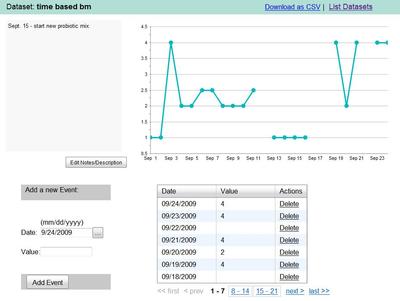 Dataset: time based bm
Download as CSV | List Datasets
Sept. 15 - start new probiotic mix
4.5
4
3.5
3
2.5
2
1.5
1
0.5
Sep 1 Sep 3 Sep 5 Sep 7 Sep 9 Sep 11 Sep 13 Sep 15 Sep 17 Sep 19 Sep 21 Sep 23
Edit Notes/Description
Add a new Event:
(mm/dd/yyyy)
Date: 9/24/2009 ...
Value:
Add Event
Date Value Actions
09/24/2009 Delete
09/23/2009 4 Delete
09/22/2009 Delete
09/21/2009 4 Delete
09/20/2009 2 Delete
09/19/2009 4 Delete
09/18/2009 Delete
<< first < prev 1 - 7 8 - 14 15 - 21 next > last >>